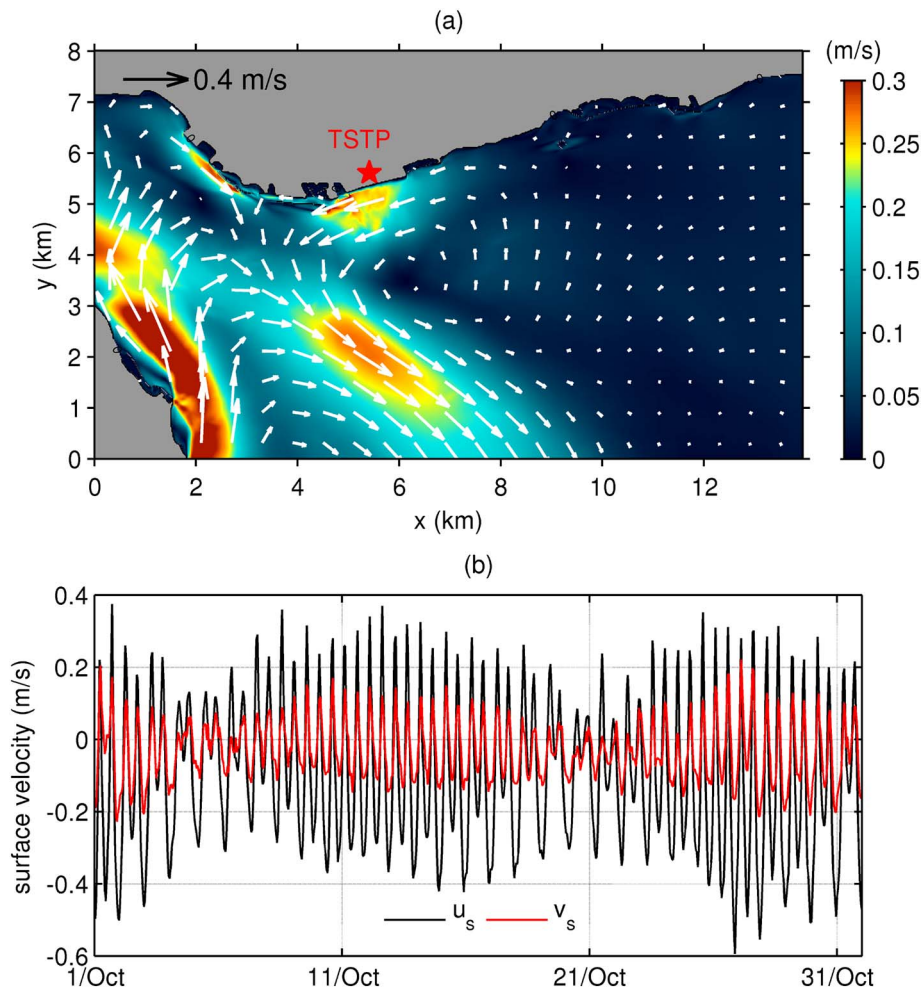 (a)
(m/s)
8
7
6
5
4
3
2
1
0
y (km)
0.4 m/s
TSTP
0.3
0.25
0.2
0.15
0.1
0.05
0
0 2 4 6 8 10 12
x (km)
(b)
0.4
0.2
0
-0.2
-0.4
-0.6
surface velocity (m/s)
u_s v_s
1/Oct 11/Oct 21/Oct 31/Oct